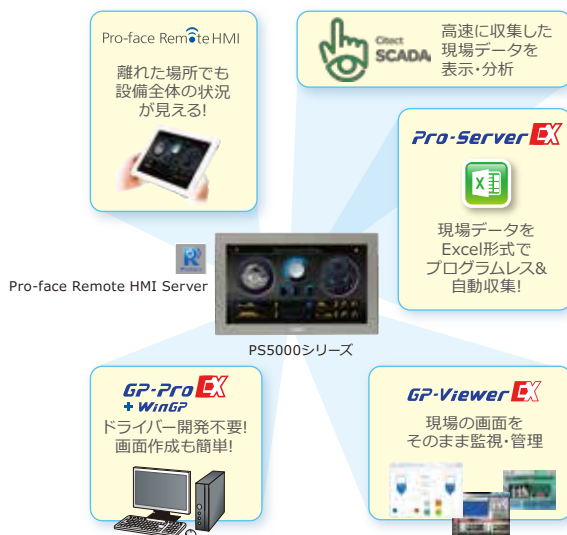 Pro-face Remote HMI
離れた場所でも
設備全体の状況
が見える!
Citect
SCADA
高速に収集した
現場データを
表示・分析
Pro-Server EX
現場データを
Excel形式で
プログラムレス&
自動収集!
Pro-face Remote HMI Server
PS5000シリーズ
GP-Pro EX
+ WinGP
ドライバー開発不要!
画面作成も簡単!
GP-Viewer EX
現場の画面を
そのまま監視・管理